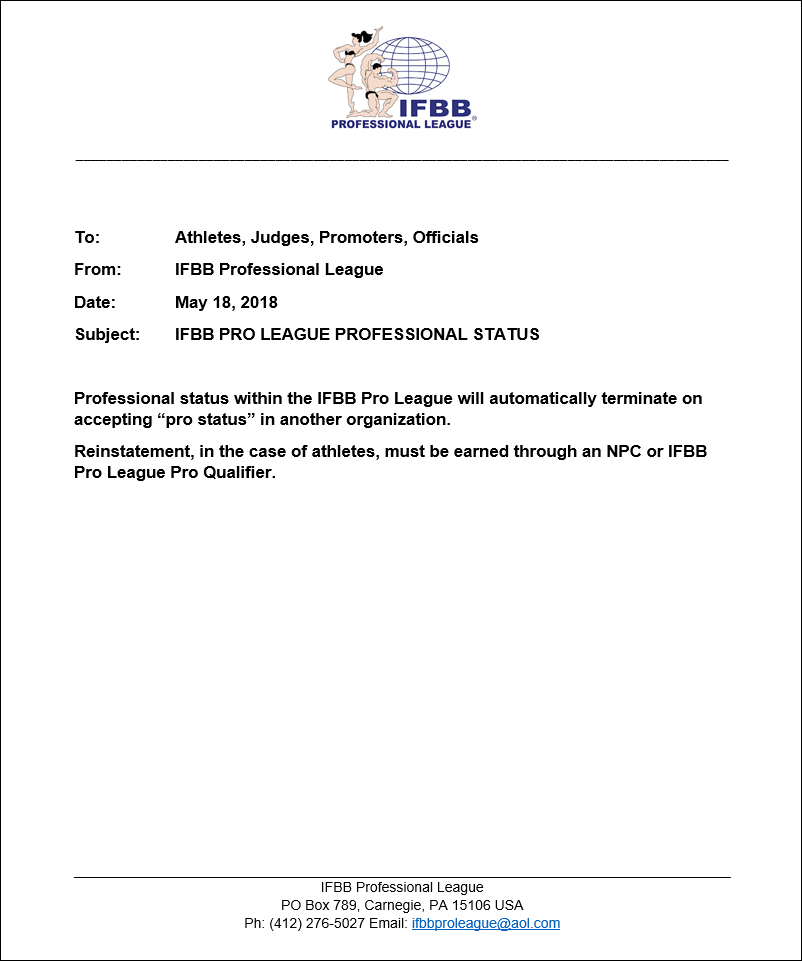 IFBB
PROFESSIONAL LEAGUE®
To: Athletes, Judges, Promoters, Officials
From: IFBB Professional League
Date: May 18, 2018
Subject: IFBB PRO LEAGUE PROFESSIONAL STATUS
Professional status within the IFBB Pro League will automatically terminate on
accepting “pro status” in another organization.
Reinstatement, in the case of athletes, must be earned through an NPC or IFBB
Pro League Pro Qualifier.
IFBB Professional League
PO Box 789, Carnegie, PA 15106 USA
Ph: (412) 276-5027 Email: ifbbproleague@aol.com